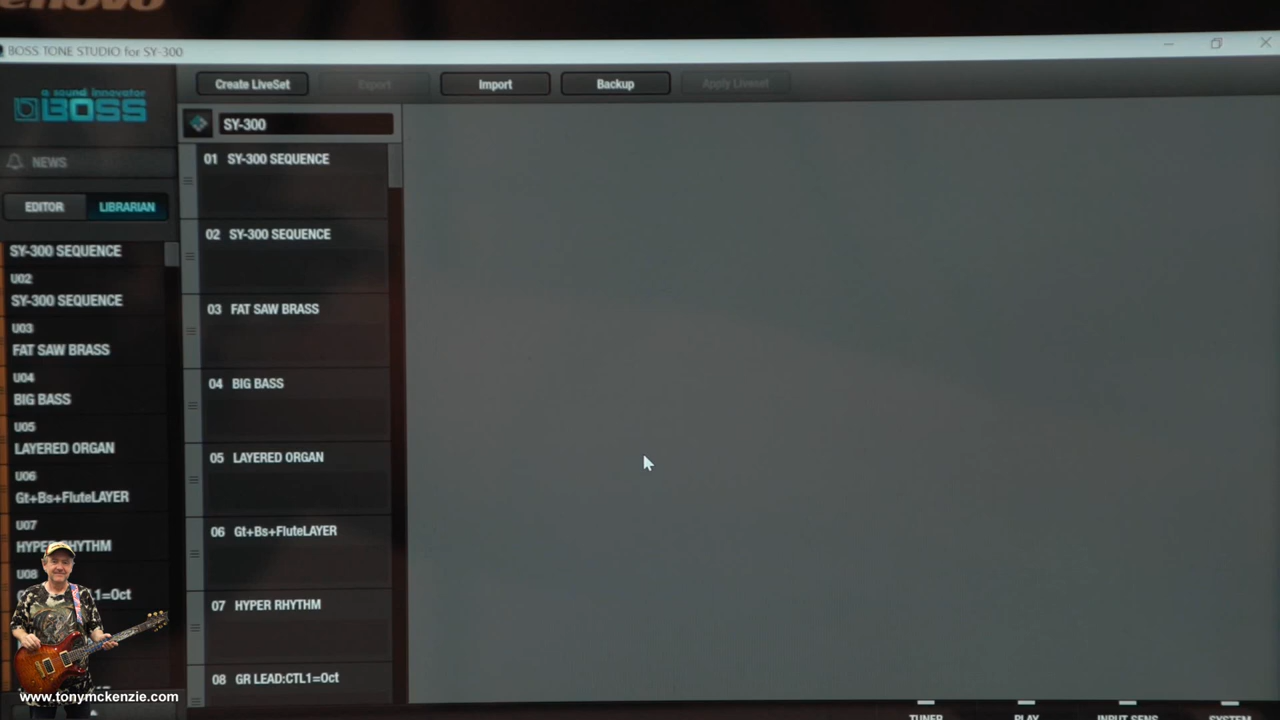 lenovo
BOSS TONE STUDIO for SY-300
a sound innovator
BOSS
Create LiveSet
Export
Import
Backup
Apply Liveset
NEWS
EDITOR
LIBRARIAN
SY-300
SY-300 SEQUENCE
U02
SY-300 SEQUENCE
U03
FAT SAW BRASS
U04
BIG BASS
U05
LAYERED ORGAN
U06
Gt+Bs+FluteLAYER
U07
HYPER RHYTHM
U08
1=Oct
01 SY-300 SEQUENCE
02 SY-300 SEQUENCE
03 FAT SAW BRASS
04 BIG BASS
05 LAYERED ORGAN
06 Gt+Bs+FluteLAYER
07 HYPER RHYTHM
08 GR LEAD:CTL1=Oct
www.tonymckenzie.com
TUNER
PLAY
INPUT SENS
SYSTEM